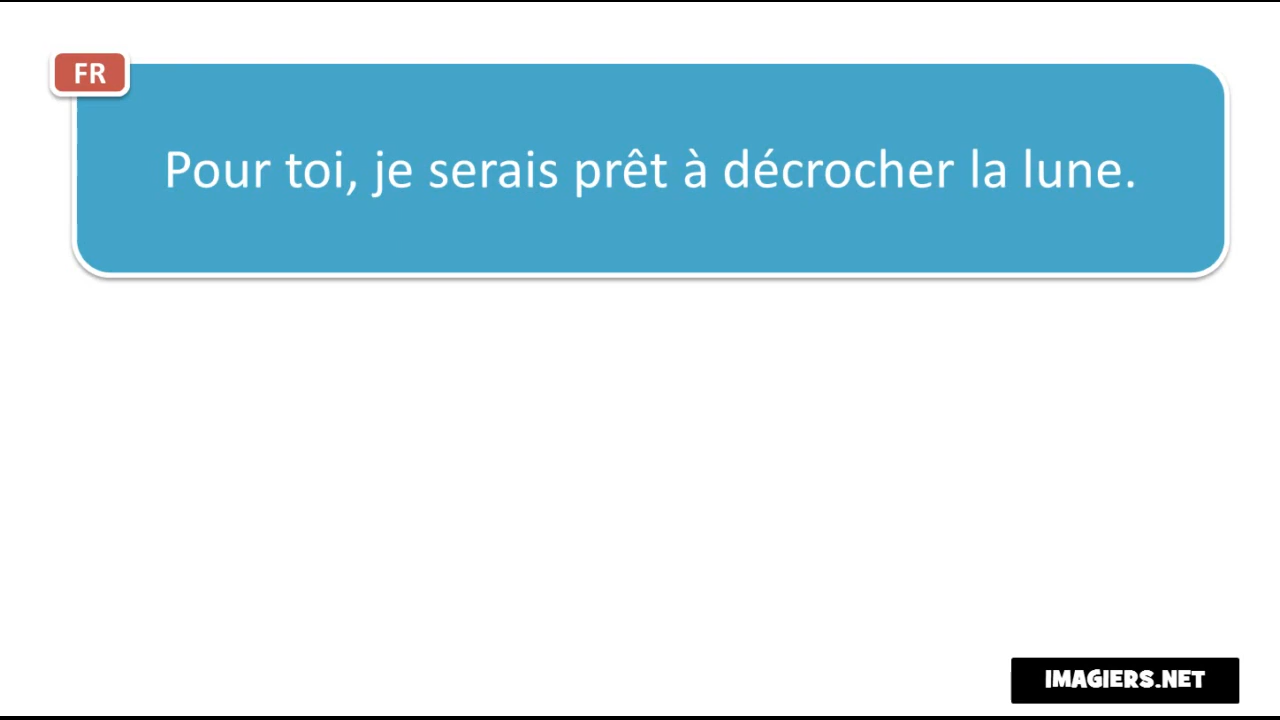 FR
Pour toi, je serais prêt à décrocher la lune.
IMAGIERS.NET